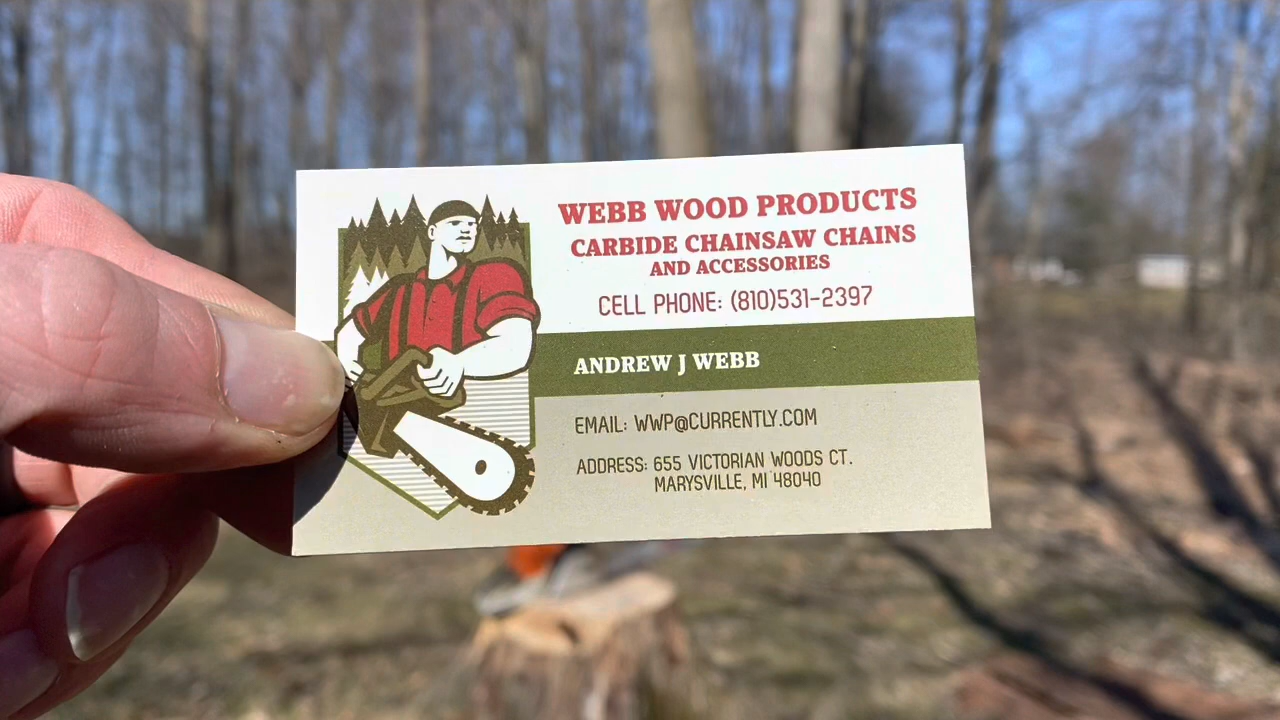 WEBB WOOD PRODUCTS
CARBIDE CHAINSAW CHAINS
AND ACCESSORIES
CELL PHONE: (810)531-2397
ANDREW J WEBB
EMAIL: WWP@CURRENTLY.COM
ADDRESS: 655 VICTORIAN WOODS CT.
MARYSVILLE, MI 48040